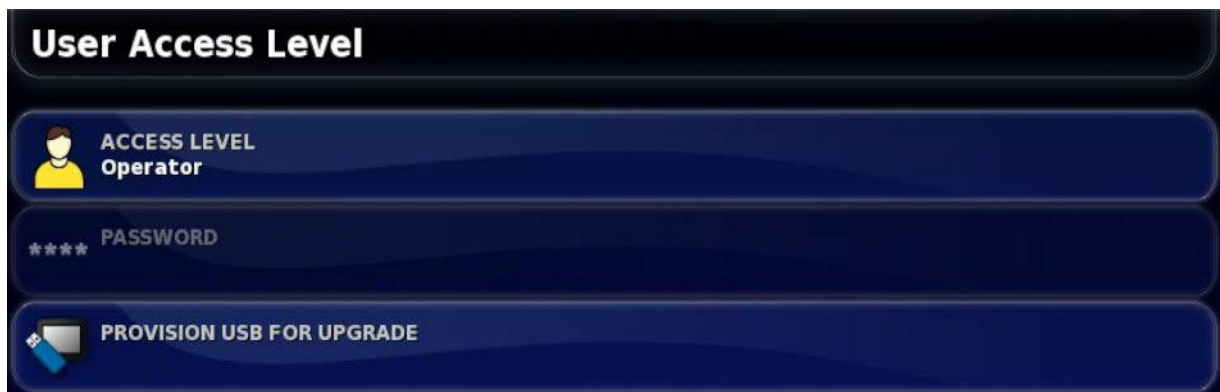 User Access Level
ACCESS LEVEL
Operator
**** PASSWORD
PROVISION USB FOR UPGRADE